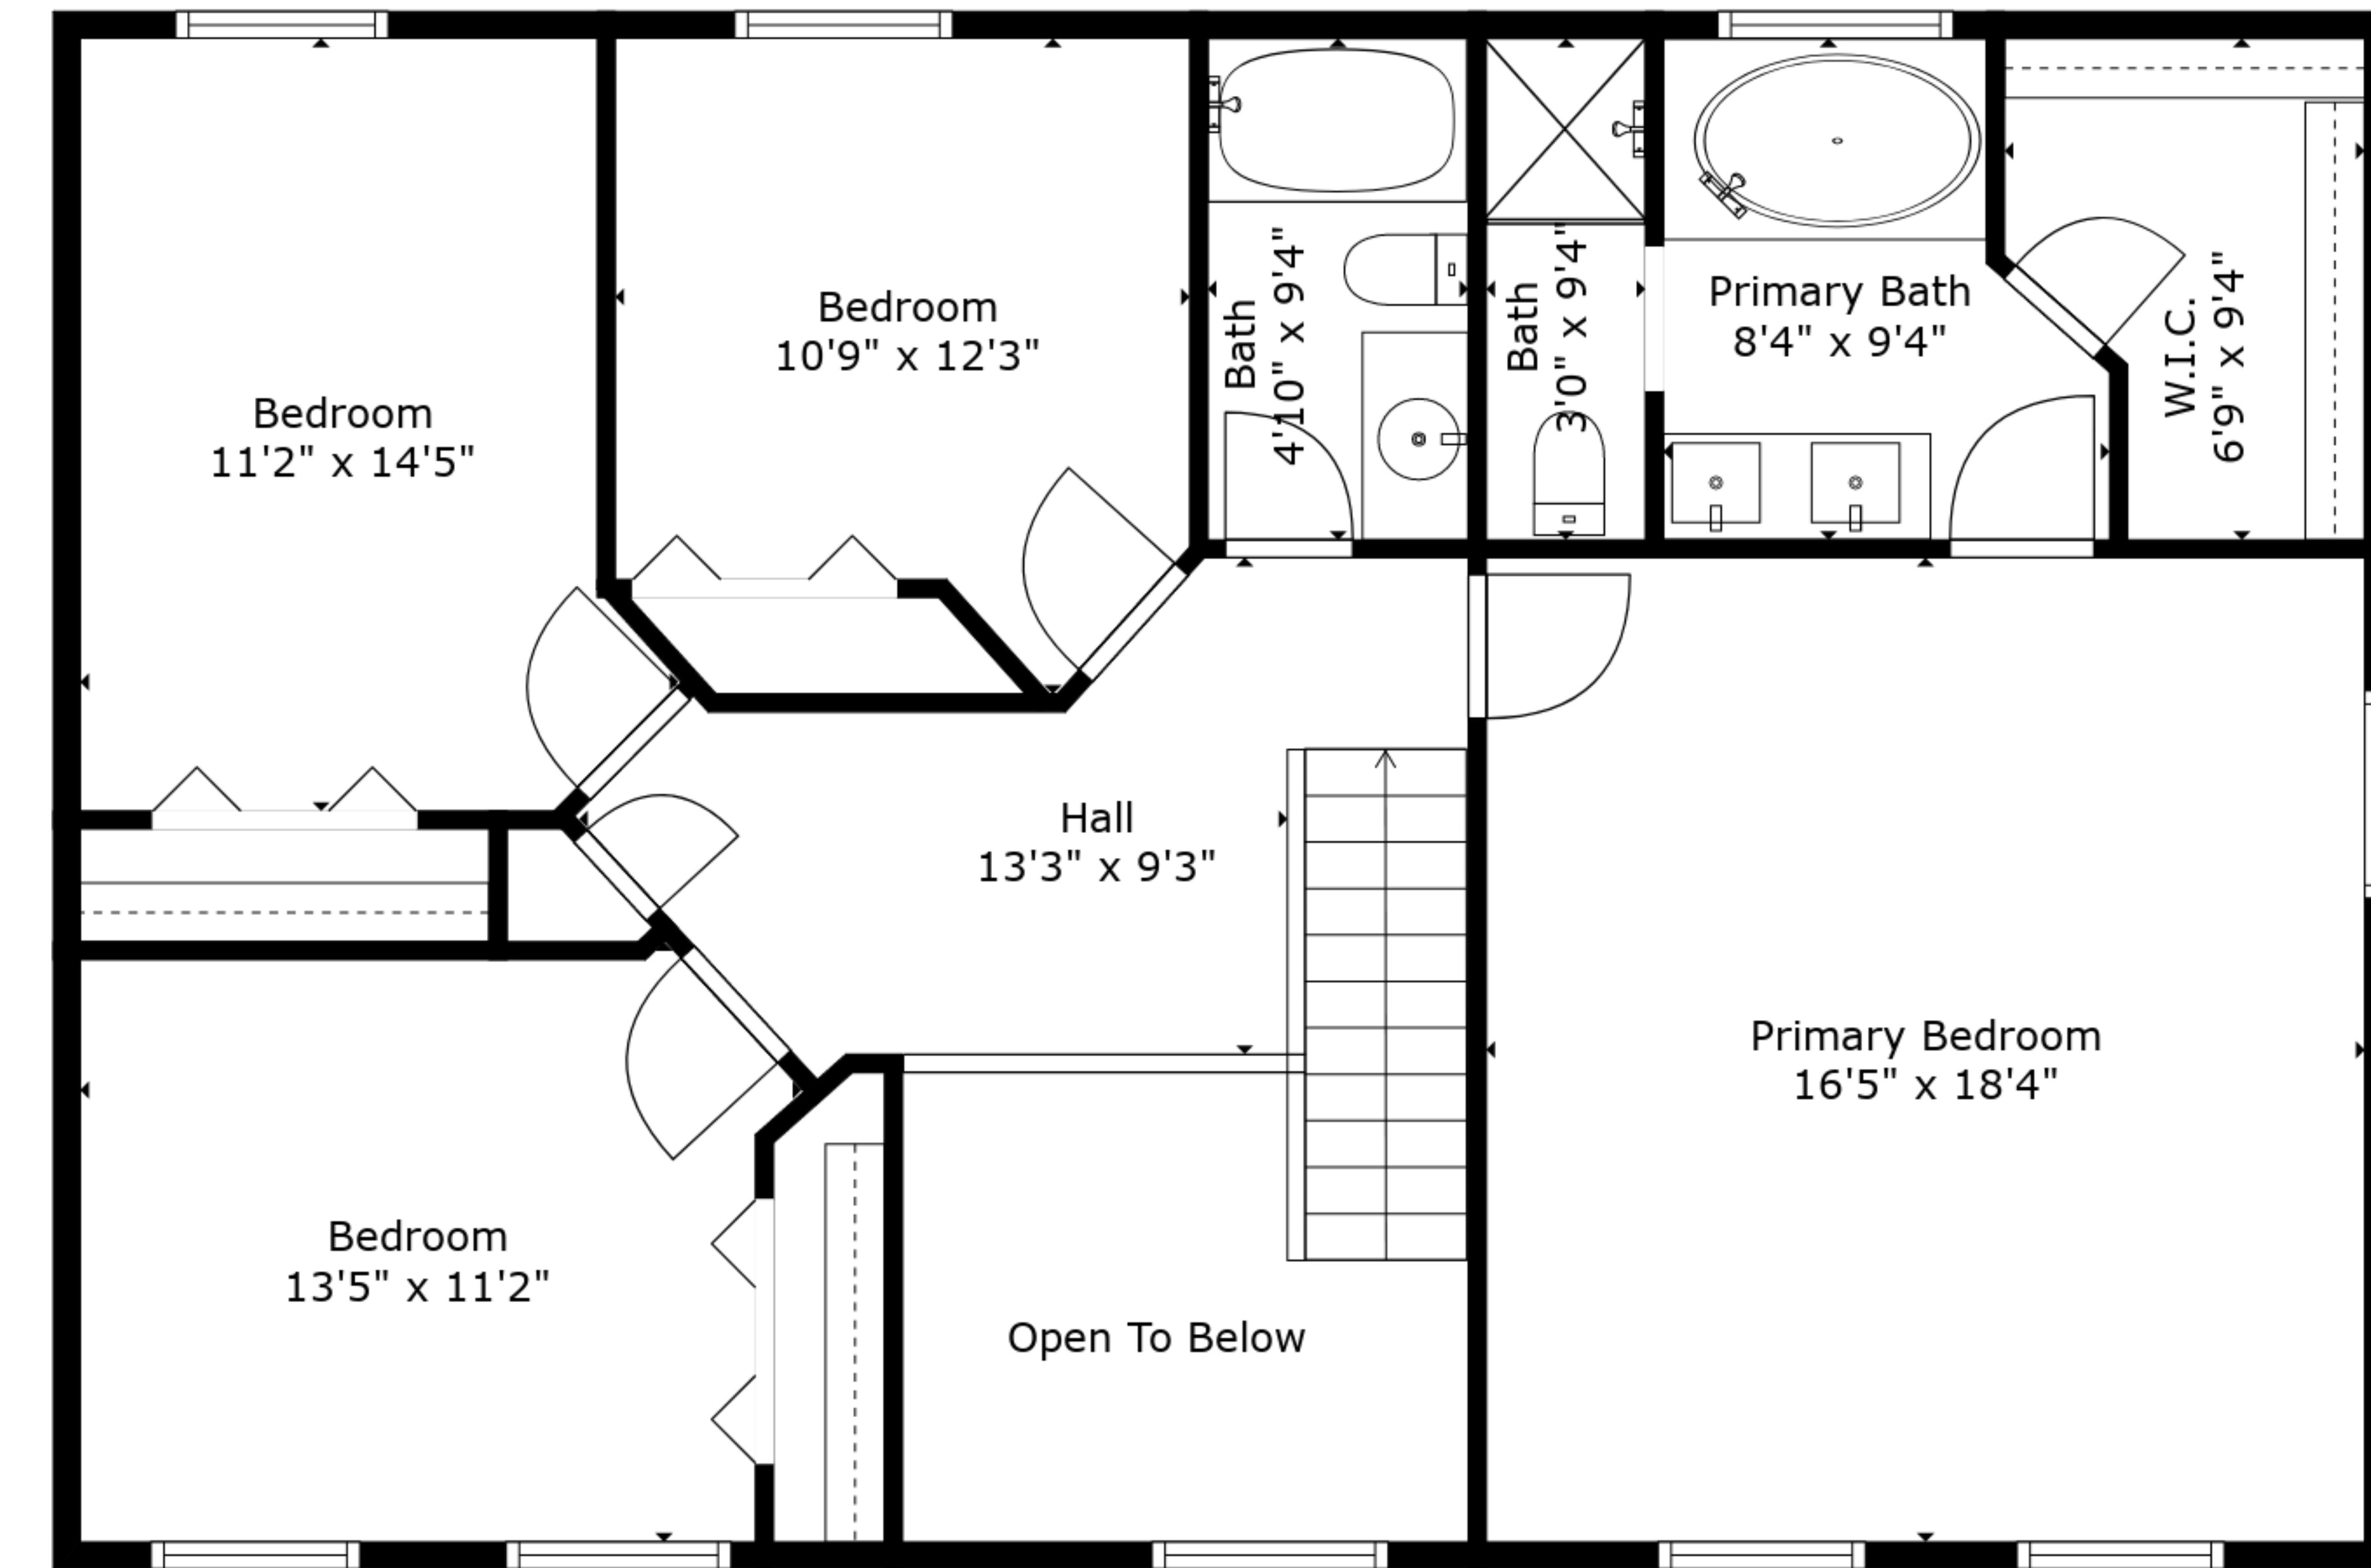 Bedroom
11'2" x 14'5"
Bedroom
10'9" x 12'3"
Bath
4'10" x 9'4"
Bath
3'0" x 9'4"
Primary Bath
8'4" x 9'4"
W.I.C.
6'9" x 9'4"
Hall
13'3" x 9'3"
Primary Bedroom
16'5" x 18'4"
Bedroom
13'5" x 11'2"
Open To Below